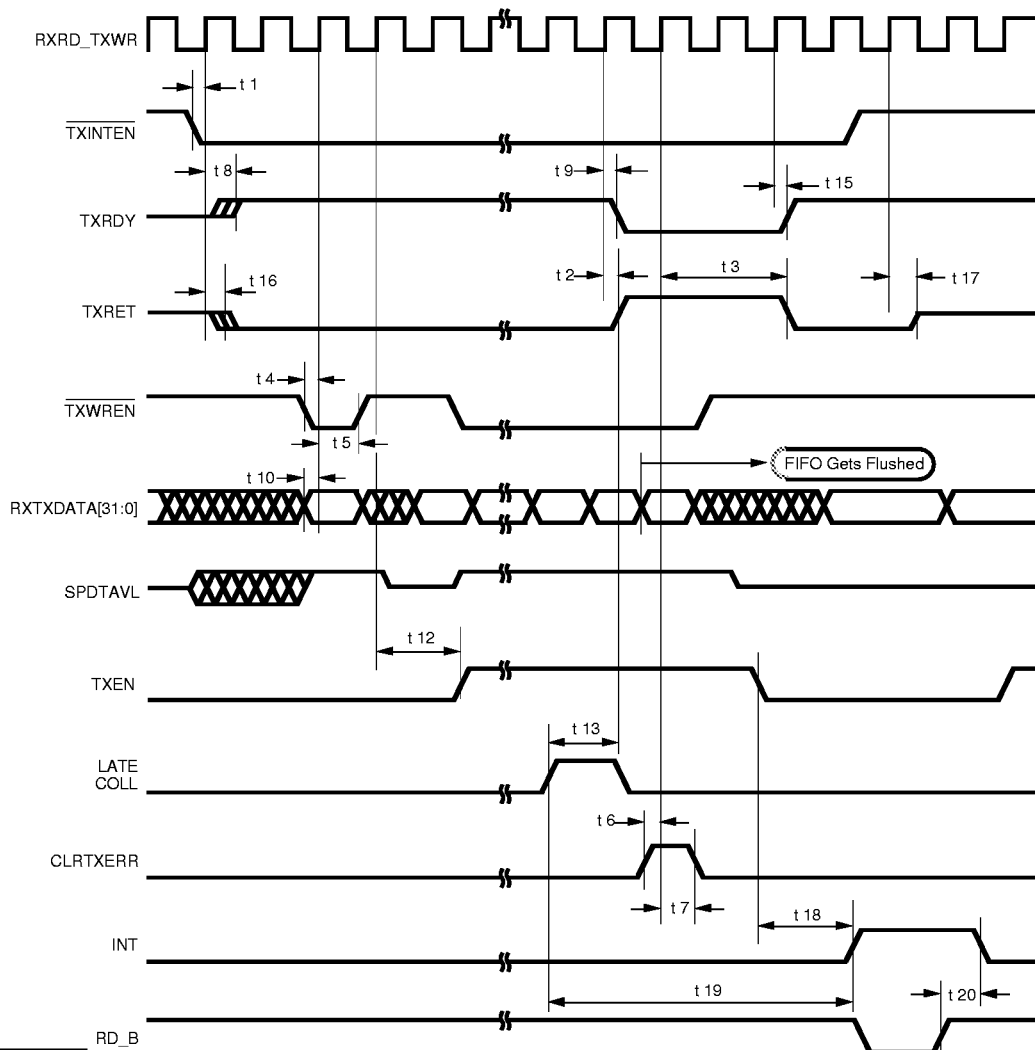 RXRD_TXWR
t 1
TXINTEN
t 8
t 9
t 15
TXRDY
t 16
t 2
t 3
t 17
TXRET
t 4
TXWREN
t 5
FIFO Gets Flushed
t 10
RXTXDATA[31:0]
SPDTAVL
t 12
TXEN
t 13
LATE
COLL
t 6
CLRTXERR
t 7
t 18
INT
t 19
t 20
RD_B